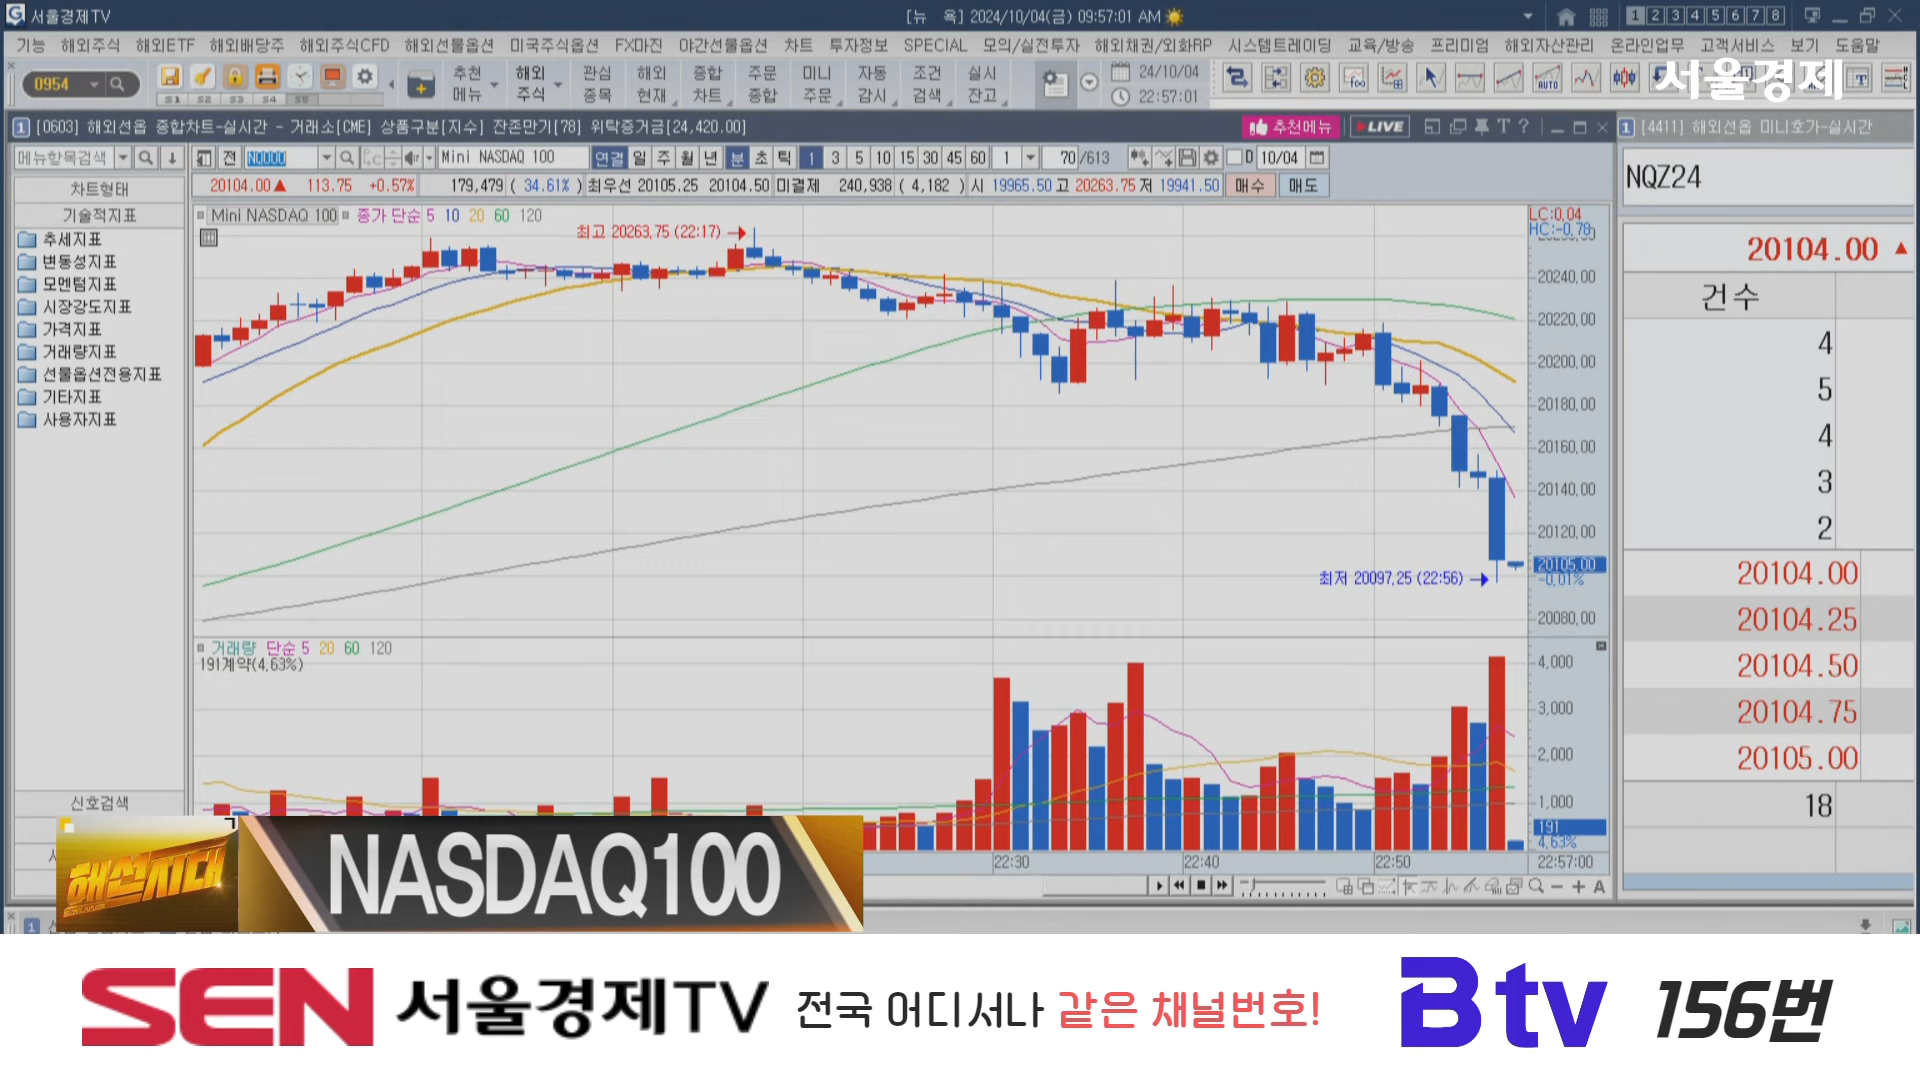 서울경제TV
[뉴 욕] 2024/10/04(금) 09:57:01 AM
1 2 3 4 5 6 7 8
기능 해외주식 해외ETF 해외배당주 해외주식CFD 해외선물옵션 미국주식옵션 FX마진 야간선물옵션 차트 투자정보 SPECIAL 모의/실전투자 해외채권/외화RP 시스템트레이딩 교육/방송 프리미엄 해외자산관리 온라인업무 고객서비스 보기 도움말
0954
S1 S2 S3 S4 S5
추천 메뉴
해외 주식
관심 종목
해외 현재
종합 차트
주문 종합
미니 주문
자동 감시
조건 검색
실시 잔고
24/10/04
22:57:01
서울경제
1 [0603] 해외선옵 종합차트-실시간 - 거래소[CME] 상품구분[지수] 잔존만기[78] 위탁증거금[24,420.00]
추천메뉴
LIVE
1 [4411] 해외선옵 미니호가-실시간
메뉴항목검색
전
Mini NASDAQ 100
연결 일 주 월 년 분 초 틱 1 3 5 10 15 30 45 60 1 70 /613
D 10/04
NQZ24
차트형태
20104.00▲ 113.75 +0.57% 179,479 ( 34.61% ) 최우선 20105.25 20104.50 미결제 240,938 ( 4,182 ) 시 19965.50 고 20263.75 저 19941.50 매수 매도
기술적지표
추세지표
변동성지표
모멘텀지표
시장강도지표
가격지표
거래량지표
선물옵션전용지표
기타지표
사용자지표
신호검색
Mini NASDAQ 100 종가 단순 5 10 20 60 120
최고 20263.75 (22:17)
LC:0.04
HC:-0.78
20240.00
20220.00
20200.00
20180.00
20160.00
20140.00
20120.00
20105.00
-0.01%
20080.00
최저 20097.25 (22:56)
거래량 단순 5 20 60 120
191계약(4.63%)
4,000
3,000
2,000
1,000
191
4.63%
22:30
22:40
22:50
22:57:00
20104.00 ▲
건수
4
5
4
3
2
20104.00
20104.25
20104.50
20104.75
20105.00
18
해선시대
NASDAQ100
SEN 서울경제TV 전국 어디서나 같은 채널번호! B tv 156번